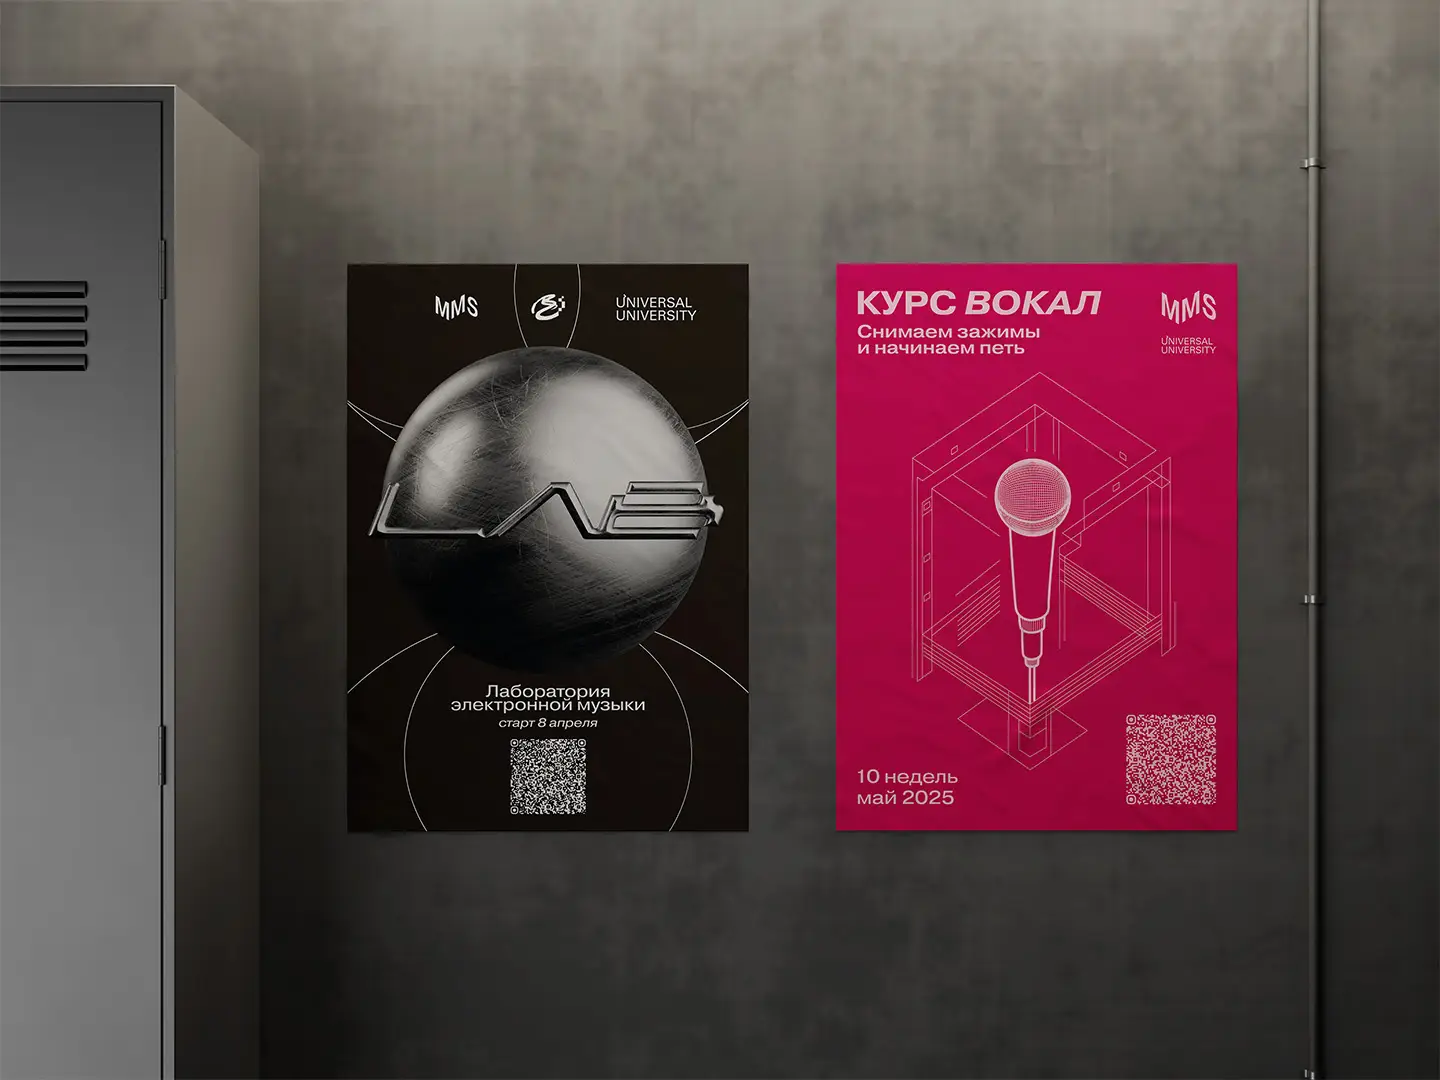 MMS
UNIVERSAL
UNIVERSITY
LAB
Лаборатория
электронной музыки
старт 8 апреля
КУРС ВОКАЛ
Снимаем зажимы
и начинаем петь
MMS
UNIVERSAL
UNIVERSITY
10 недель
май 2025